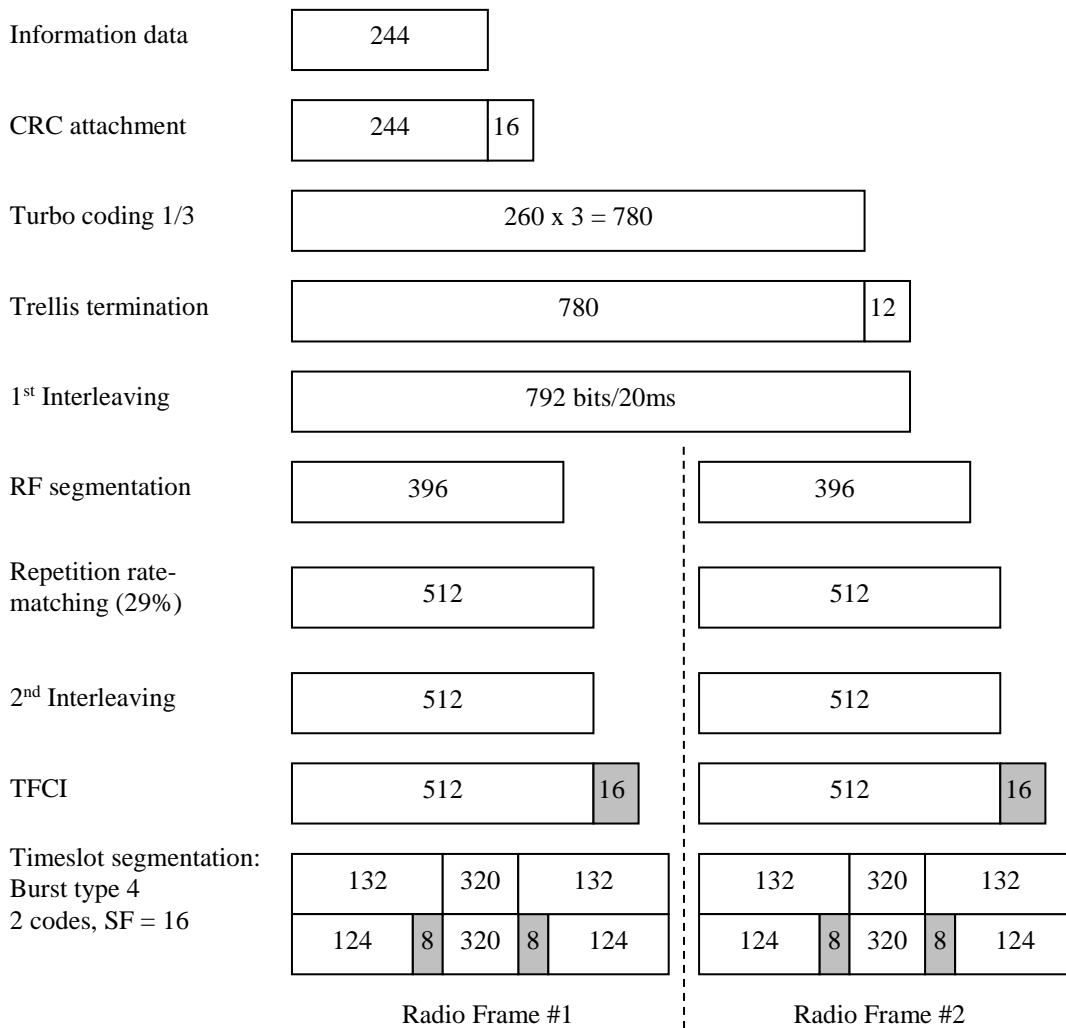 Information data
244
CRC attachment
244 16
Turbo coding 1/3
260 x 3 = 780
Trellis termination
780 12
1st Interleaving
792 bits/20ms
RF segmentation
396 396
Repetition rate-
matching (29%)
512 512
2nd Interleaving
512 512
TFCI
512 16 512 16
Timeslot segmentation:
Burst type 4
2 codes, SF = 16
132 320 132 132 320 132
124 8 320 8 124 124 8 320 8 124
Radio Frame #1 Radio Frame #2